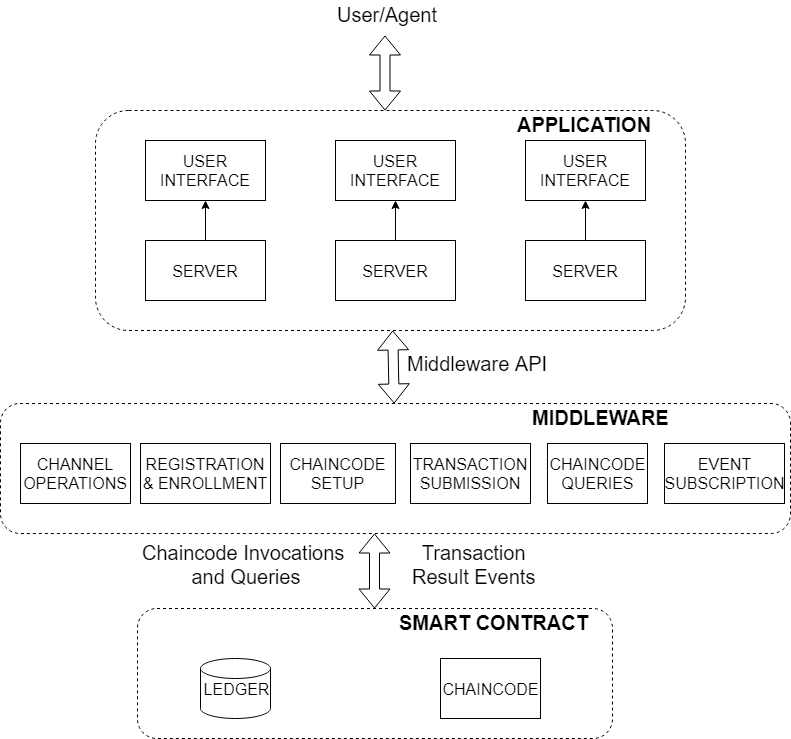 User/Agent
APPLICATION
USER
INTERFACE
USER
INTERFACE
USER
INTERFACE
SERVER
SERVER
SERVER
Middleware API
MIDDLEWARE
CHANNEL
OPERATIONS
REGISTRATION
& ENROLLMENT
CHAINCODE
SETUP
TRANSACTION
SUBMISSION
CHAINCODE
QUERIES
EVENT
SUBSCRIPTION
Chaincode Invocations
and Queries
Transaction
Result Events
SMART CONTRACT
LEDGER
CHAINCODE